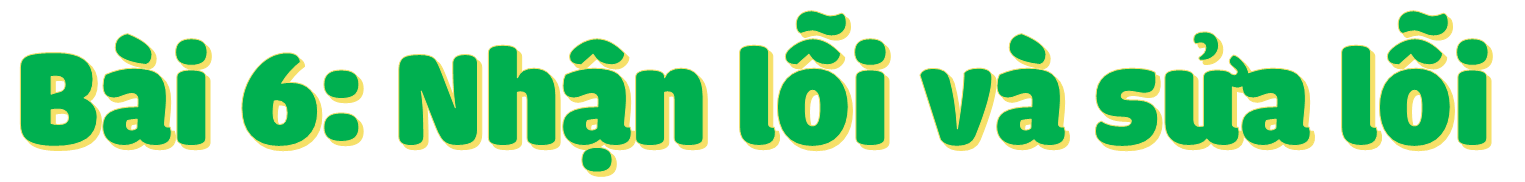 Bài 6: Nhận lỗi và sửa lỗi